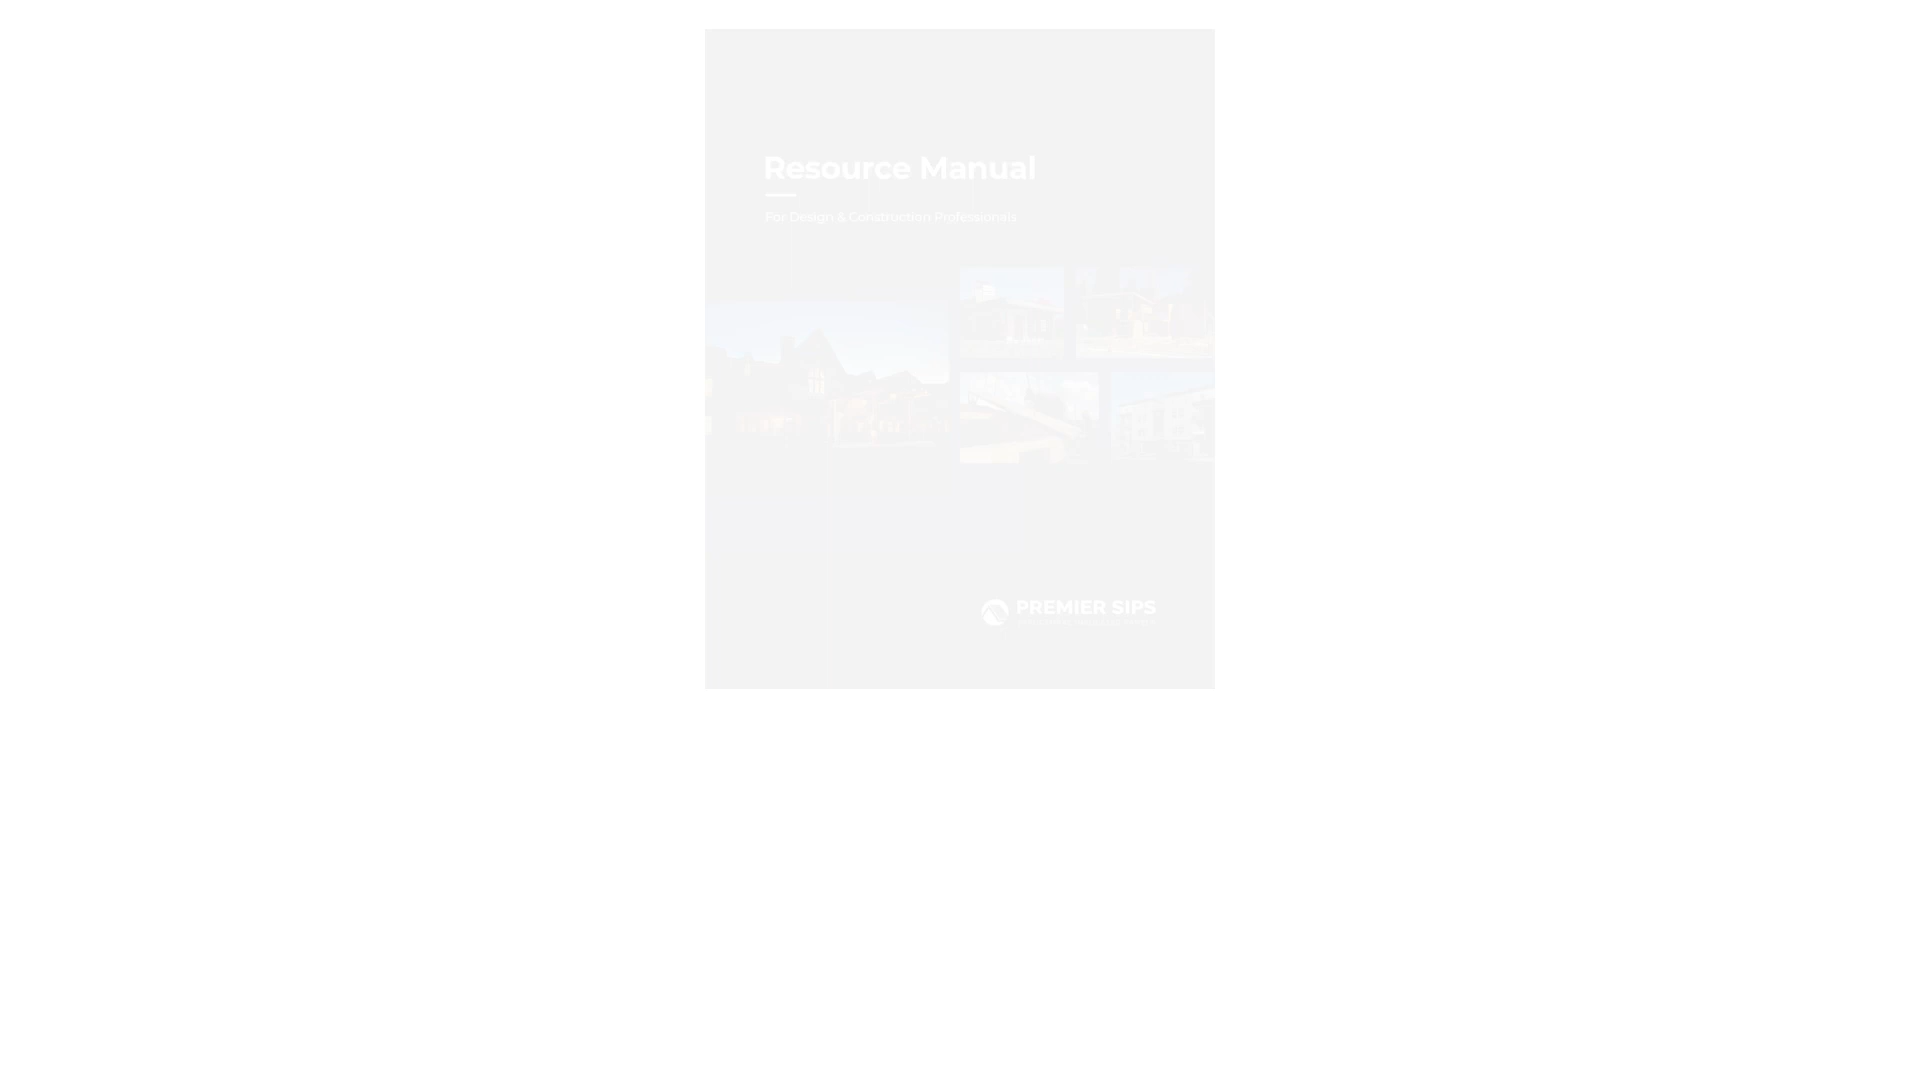 Resource Manual
For Design & Construction Professionals
PREMIER SIPS